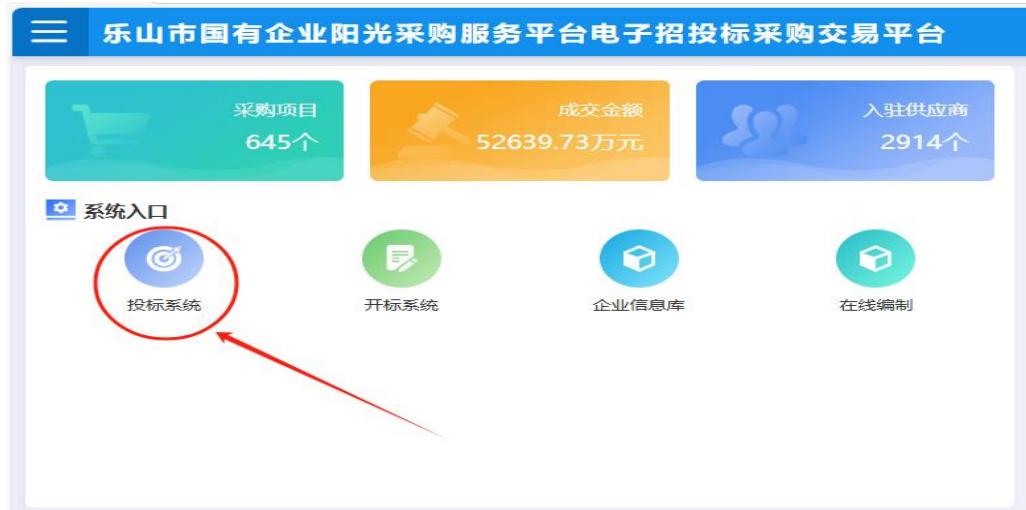 乐山市国有企业阳光采购服务平台电子招投标采购交易平台
采购项目
645个
成交金额
52639.73万元
入驻供应商
2914个
系统入口
投标系统
开标系统
企业信息库
在线编制